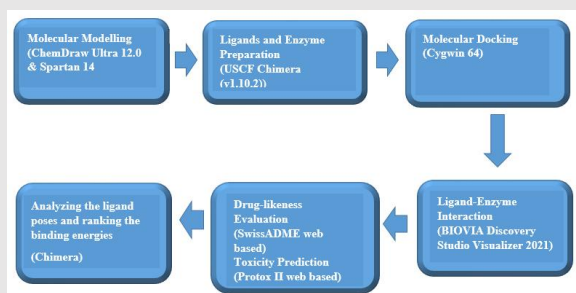 Molecular Modelling
(ChemDraw Ultra 12.0
& Spartan 14
Ligands and Enzyme
Preparation
(USCF Chimera
(v1.10.2))
Molecular Docking
(Cygwin 64)
Ligand-Enzyme
Interaction
(BIOVIA Discovery
Studio Visualizer 2021)
Drug-likeness
Evaluation
(SwissADME web
based)
Toxicity Prediction
(Protox II web based)
Analyzing the ligand
poses and ranking the
binding energies
(Chimera)